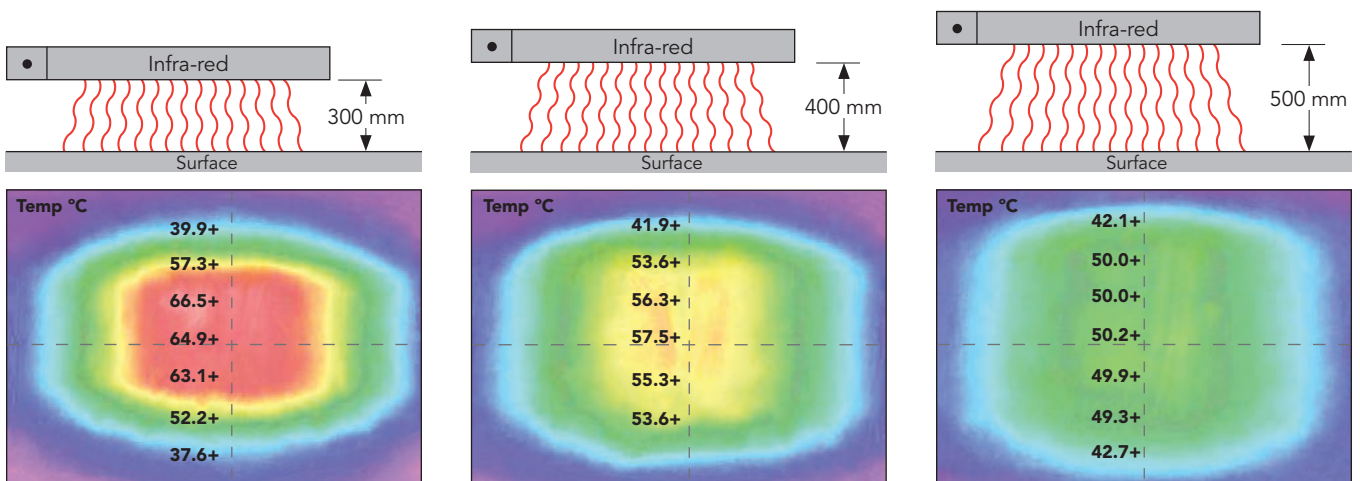 Infra-red
300 mm
Surface
Temp °C
39.9+
57.3+
66.5+
64.9+
63.1+
52.2+
37.6+
Infra-red
400 mm
Surface
Temp °C
41.9+
53.6+
56.3+
57.5+
55.3+
53.6+
Infra-red
500 mm
Surface
Temp °C
42.1+
50.0+
50.0+
50.2+
49.9+
49.3+
42.7+